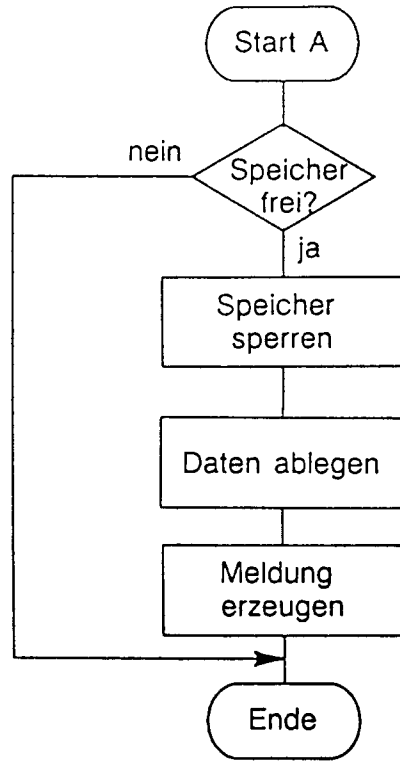 Start A
nein
Speicher
frei?
ja
Speicher
sperren
Daten ablegen
Meldung
erzeugen
Ende